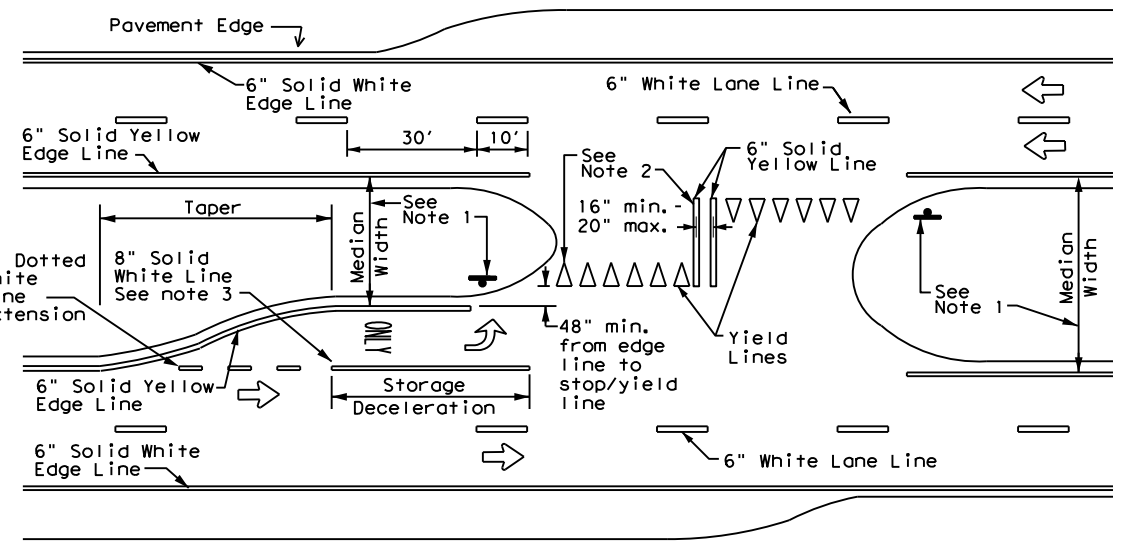 Pavement Edge
6" Solid White
Edge Line
6" White Lane Line
6" Solid Yellow
Edge Line
30'
10'
See
Note 2
6" Solid
Yellow Line
Taper
See
Note 1
16" min.
20" max.
Median
Width
Dotted
8" Solid
White Line
See note 3
ONLY
48" min.
from edge
line to
stop/yield
line
Yield
Lines
See
Note 1
Median
Width
6" Solid Yellow
Edge Line
Storage
Deceleration
6" Solid White
Edge Line
6" White Lane Line